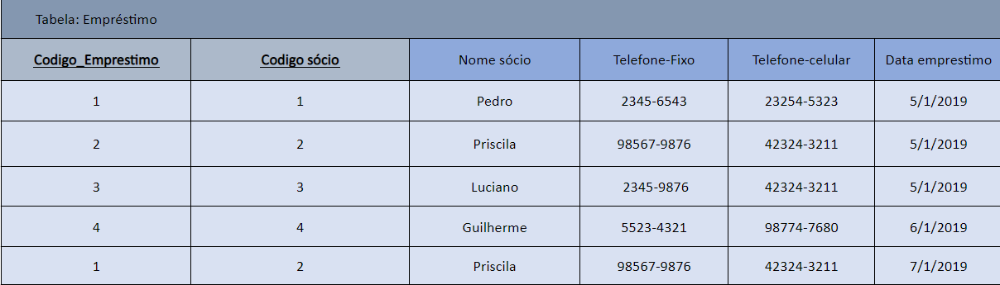 Tabela: Empréstimo
Codigo_Emprestimo Codigo sócio Nome sócio Telefone-Fixo Telefone-celular Data emprestimo
1 1 Pedro 2345-6543 23254-5323 5/1/2019
2 2 Priscila 98567-9876 42324-3211 5/1/2019
3 3 Luciano 2345-9876 42324-3211 5/1/2019
4 4 Guilherme 5523-4321 98774-7680 6/1/2019
1 2 Priscila 98567-9876 42324-3211 7/1/2019